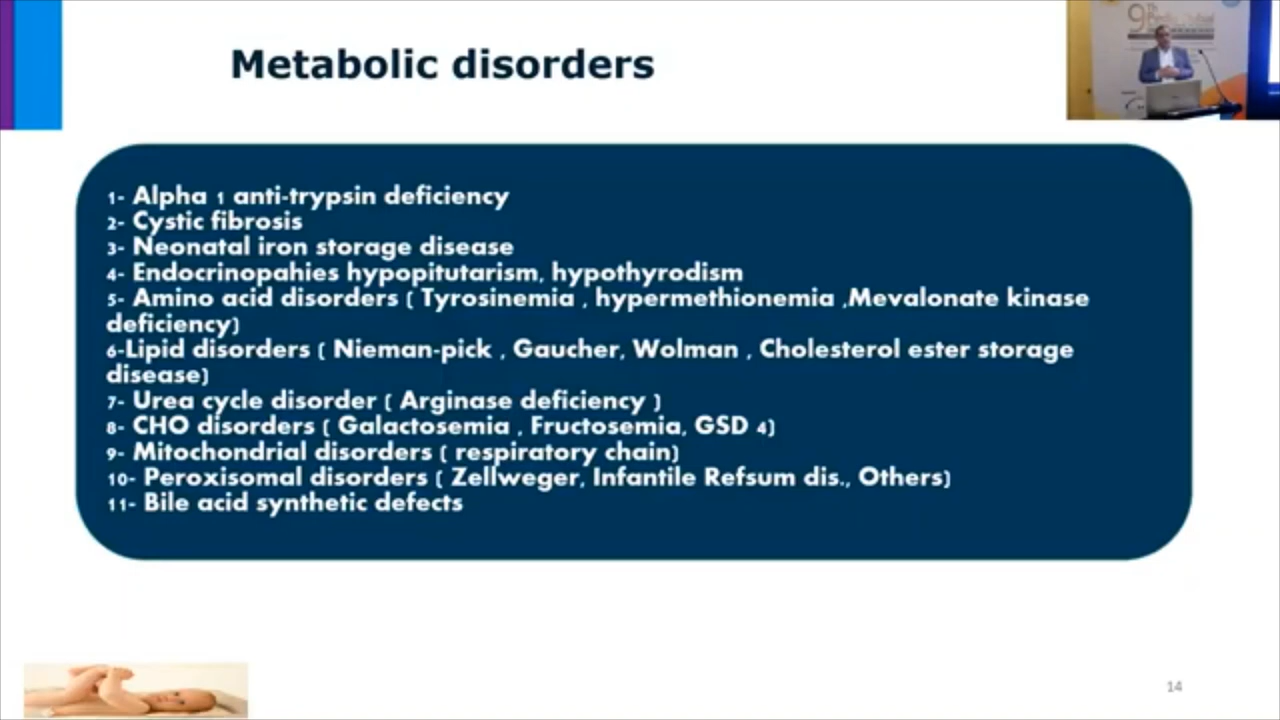 Metabolic disorders
1- Alpha 1 anti-trypsin deficiency
2- Cystic fibrosis
3- Neonatal iron storage disease
4- Endocrinopahies hypopitutarism, hypothyrodism
5- Amino acid disorders ( Tyrosinemia , hypermethionemia ,Mevalonate kinase
deficiency)
6-Lipid disorders ( Nieman-pick , Gaucher, Wolman , Cholesterol ester storage
disease)
7- Urea cycle disorder ( Arginase deficiency )
8- CHO disorders ( Galactosemia , Fructosemia, GSD 4)
9- Mitochondrial disorders ( respiratory chain)
10- Peroxisomal disorders ( Zellweger, Infantile Refsum dis., Others)
11- Bile acid synthetic defects
14